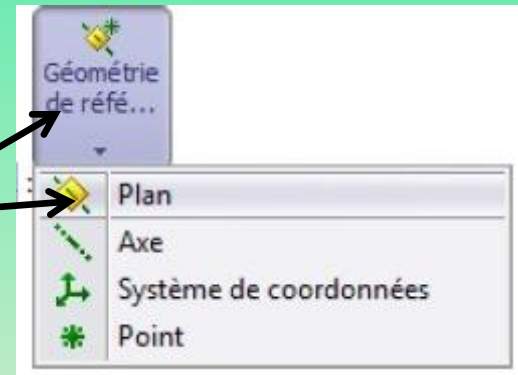 Géométrie
de réfé...
Plan
Axe
Système de coordonnées
Point